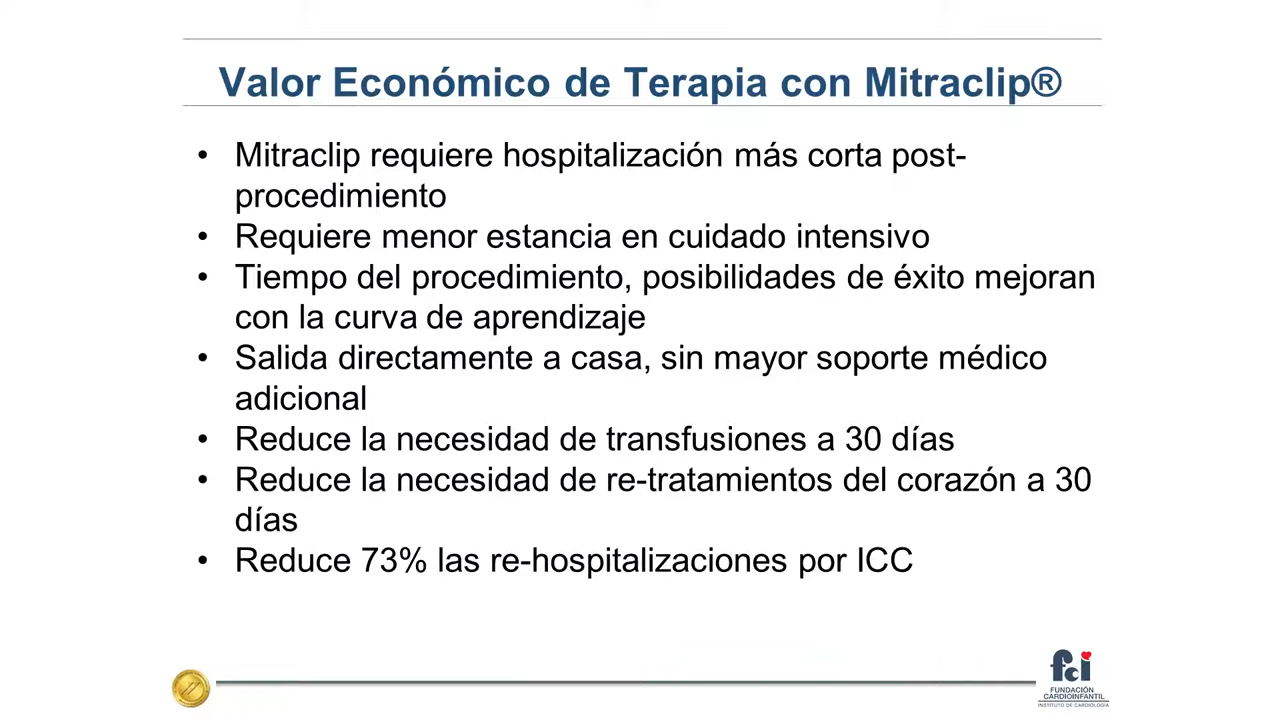 Valor Económico de Terapia con Mitraclip®
• Mitraclip requiere hospitalización más corta post-
procedimiento
• Requiere menor estancia en cuidado intensivo
• Tiempo del procedimiento, posibilidades de éxito mejoran
con la curva de aprendizaje
• Salida directamente a casa, sin mayor soporte médico
adicional
• Reduce la necesidad de transfusiones a 30 días
• Reduce la necesidad de re-tratamientos del corazón a 30
días
• Reduce 73% las re-hospitalizaciones por ICC
fci
FUNDACIÓN
CARDIOINFANTIL
INSTITUTO DE CARDIOLOGÍA